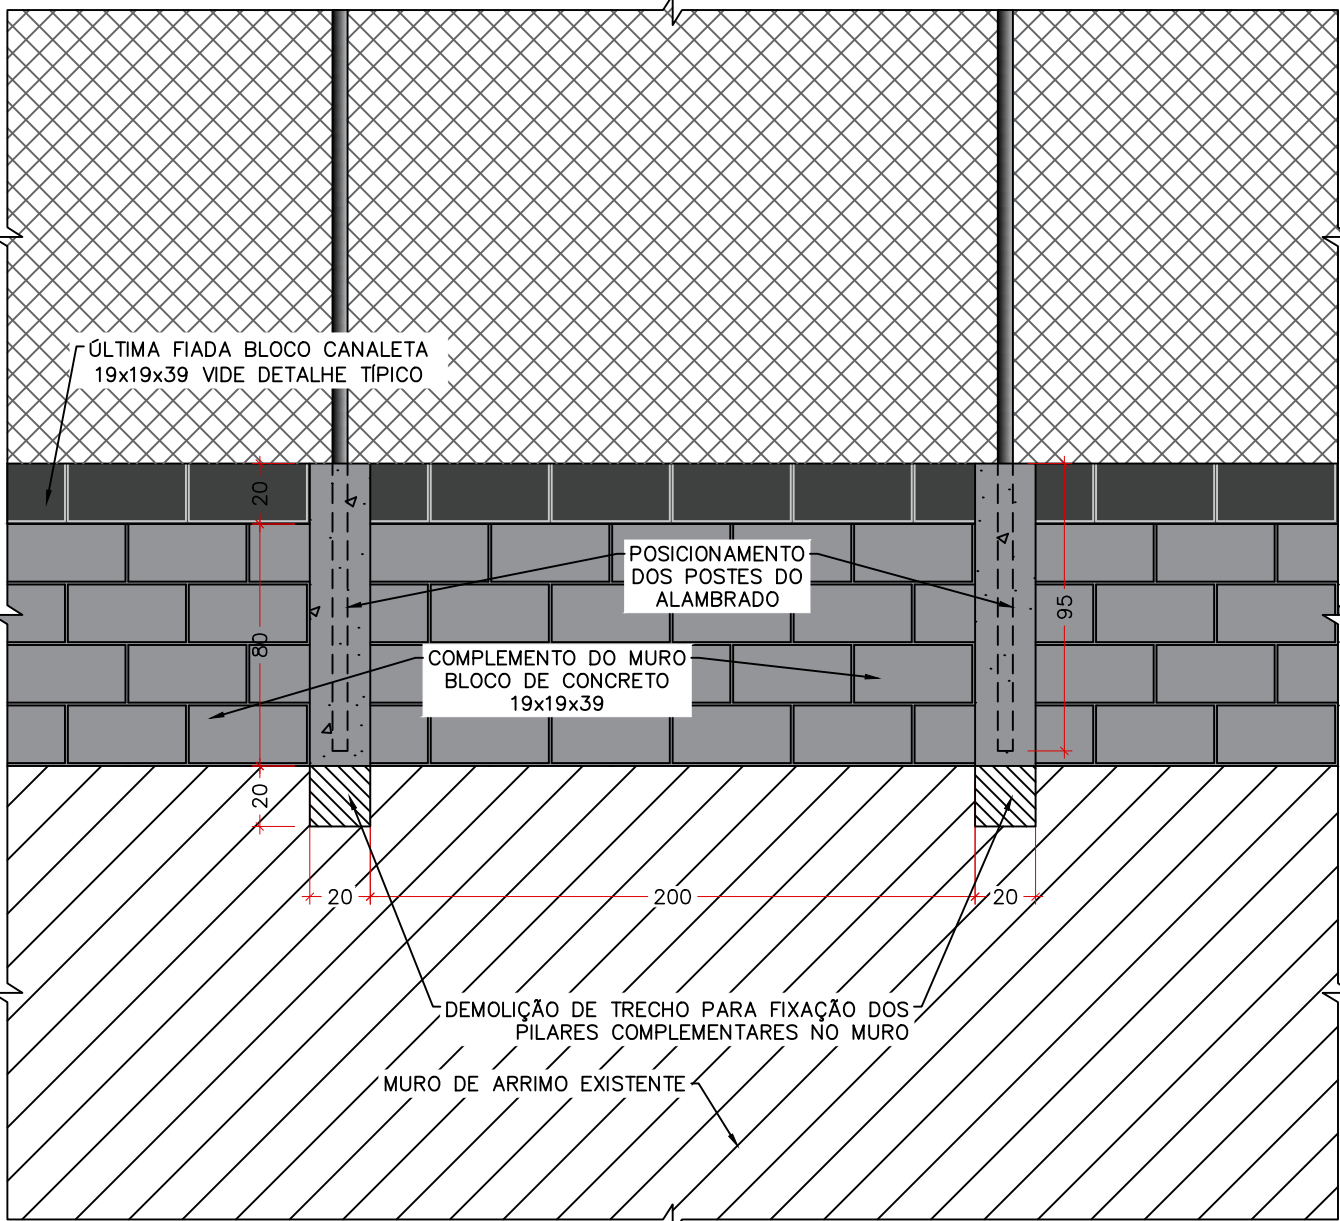 ÚLTIMA FIADA BLOCO CANALETA
19x19x39 VIDE DETALHE TÍPICO
20
POSICIONAMENTO
DOS POSTES DO
ALAMBRADO
95
80
COMPLEMENTO DO MURO
BLOCO DE CONCRETO
19x19x39
20
20
200
20
DEMOLIÇÃO DE TRECHO PARA FIXAÇÃO DOS
PILARES COMPLEMENTARES NO MURO
MURO DE ARRIMO EXISTENTE